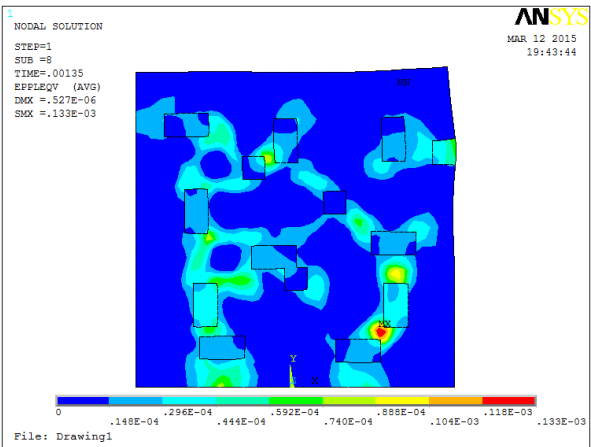 1
ANSYS
NODAL SOLUTION
MAR 12 2015
19:43:44
STEP=1
SUB =8
TIME=.00135
EPPLEQV (AVG)
DMX =.527E-06
SMX =.133E-03
MN
MX
Y
X
0 .296E-04 .592E-04 .888E-04 .118E-03
.148E-04 .444E-04 .740E-04 .104E-03 .133E-03
File: Drawing1